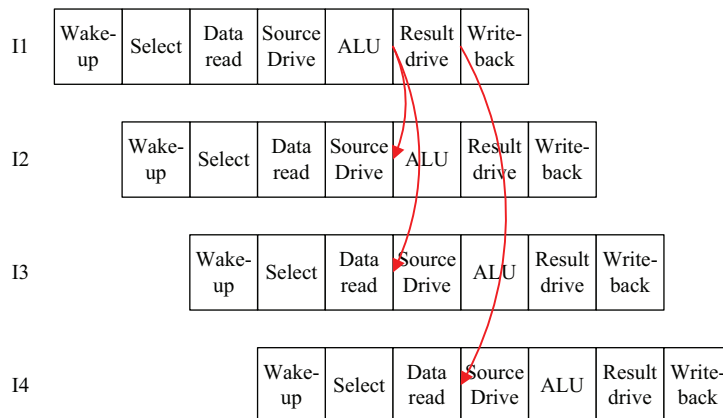 I1
Wake-
up
Select
Data
read
Source
Drive
ALU
Result
drive
Write-
back
I2
Wake-
up
Select
Data
read
Source
Drive
ALU
Result
drive
Write-
back
I3
Wake-
up
Select
Data
read
Source
Drive
ALU
Result
drive
Write-
back
I4
Wake-
up
Select
Data
read
Source
Drive
ALU
Result
drive
Write-
back